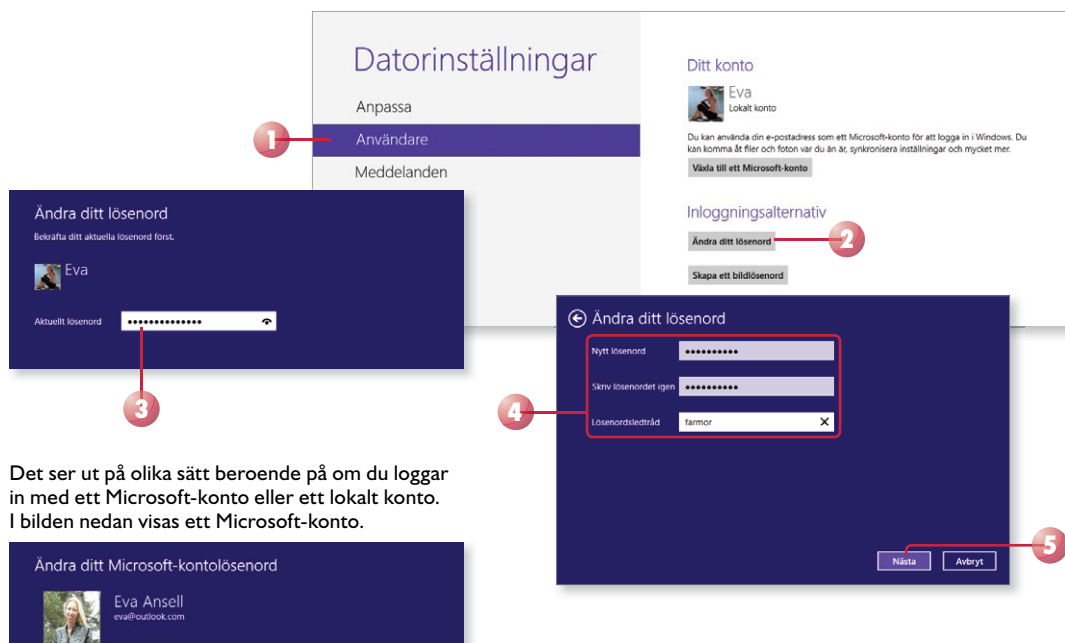 Datorinställningar
Anpassa
1
Användare
Meddelanden
Ditt konto
Eva
Lokalt konto
Du kan använda din e-postadress som ett Microsoft-konto för att logga in i Windows. Du
kan komma åt filer och foton var du än är, synkronisera inställningar och mycket mer.
Växla till ett Microsoft-konto
Inloggningsalternativ
Ändra ditt lösenord
2
Skapa ett bildlösenord
Ändra ditt lösenord
Bekräfta ditt aktuella lösenord först.
Eva
Aktuellt lösenord
3
Ändra ditt lösenord
Nytt lösenord
Skriv lösenordet igen
4
Lösenordsledtråd farmor
Nästa Avbryt
5
Det ser ut på olika sätt beroende på om du loggar
in med ett Microsoft-konto eller ett lokalt konto.
I bilden nedan visas ett Microsoft-konto.
Ändra ditt Microsoft-kontolösenord
Eva Ansell
eva@outlook.com